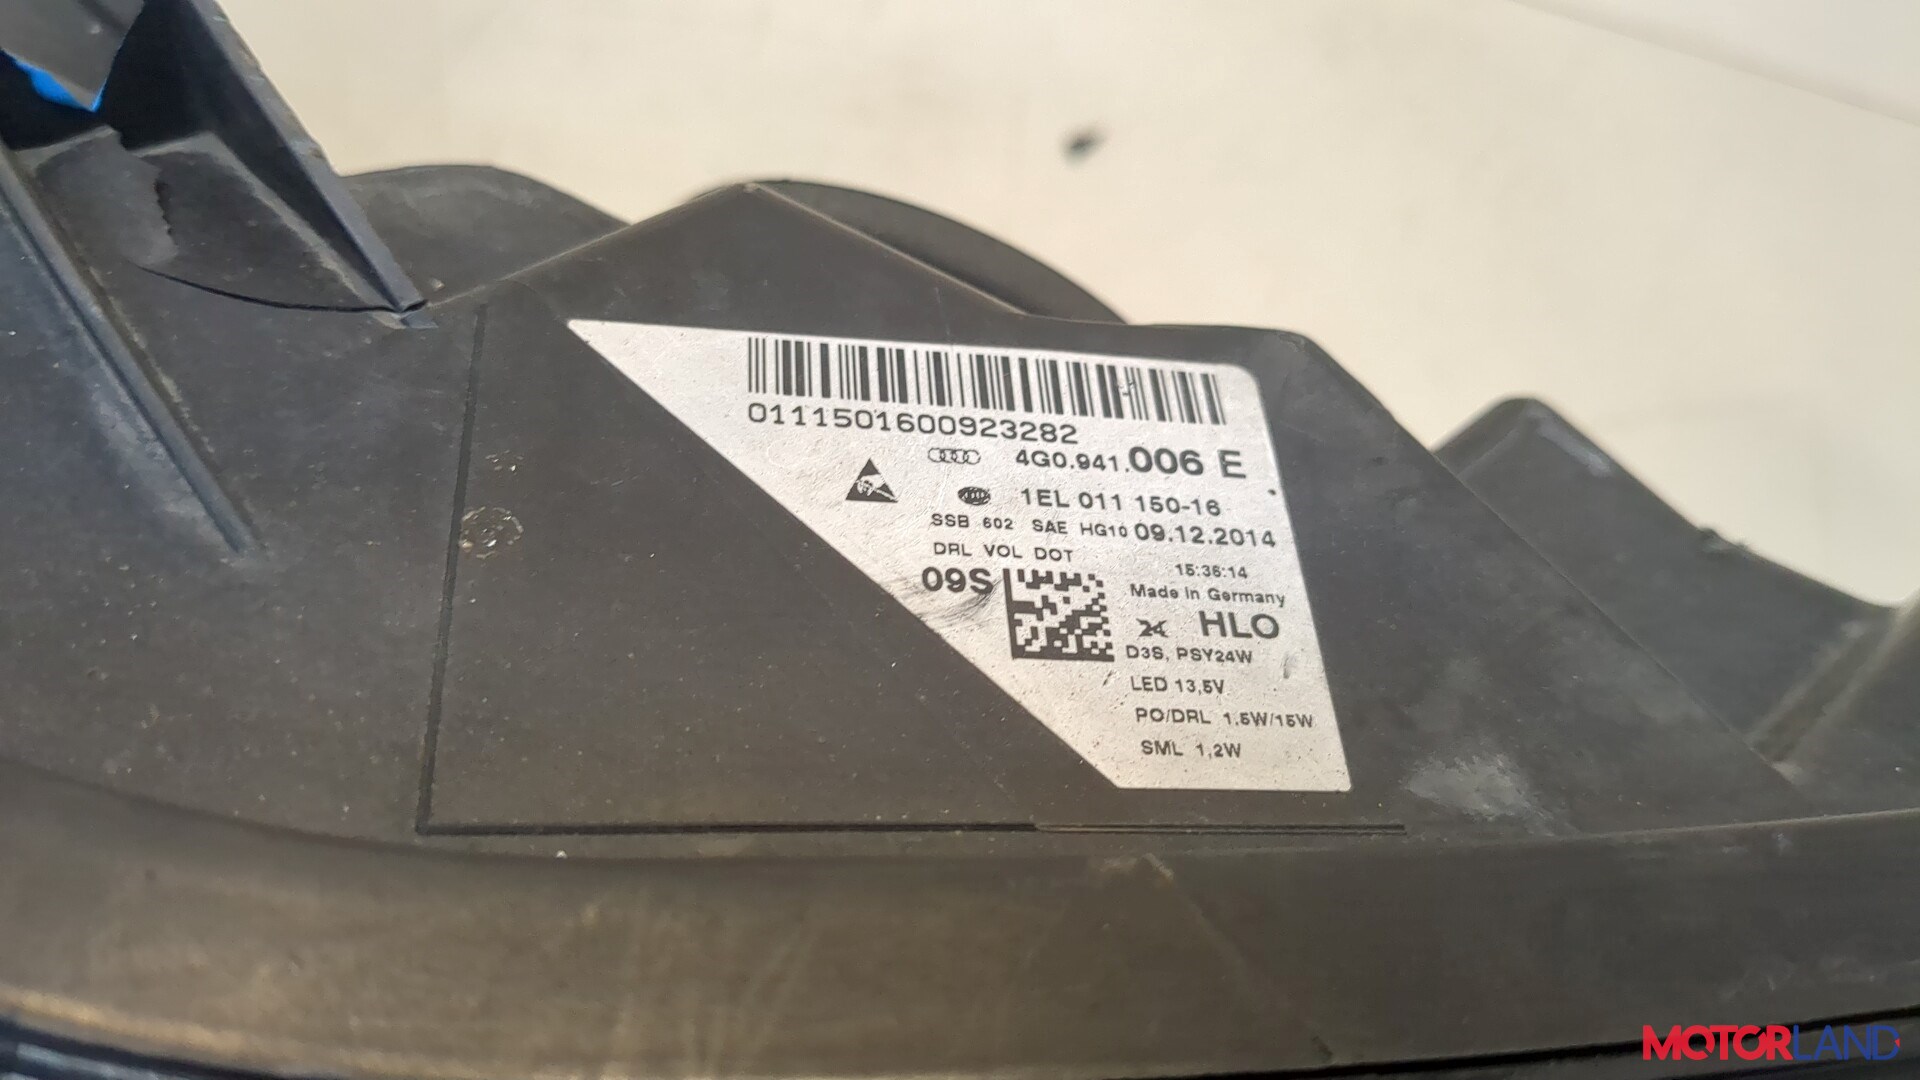 0111501600923282
4G0.941.006 E
1EL 011 150-16
SSB 602 SAE HG10 09.12.2014
DRL VOL DOT
15:36:14
09S
Made in Germany
HLO
D3S, PSY24W
LED 13,5V
PO/DRL 1.5W/15W
SML 1,2W
MOTORLAND